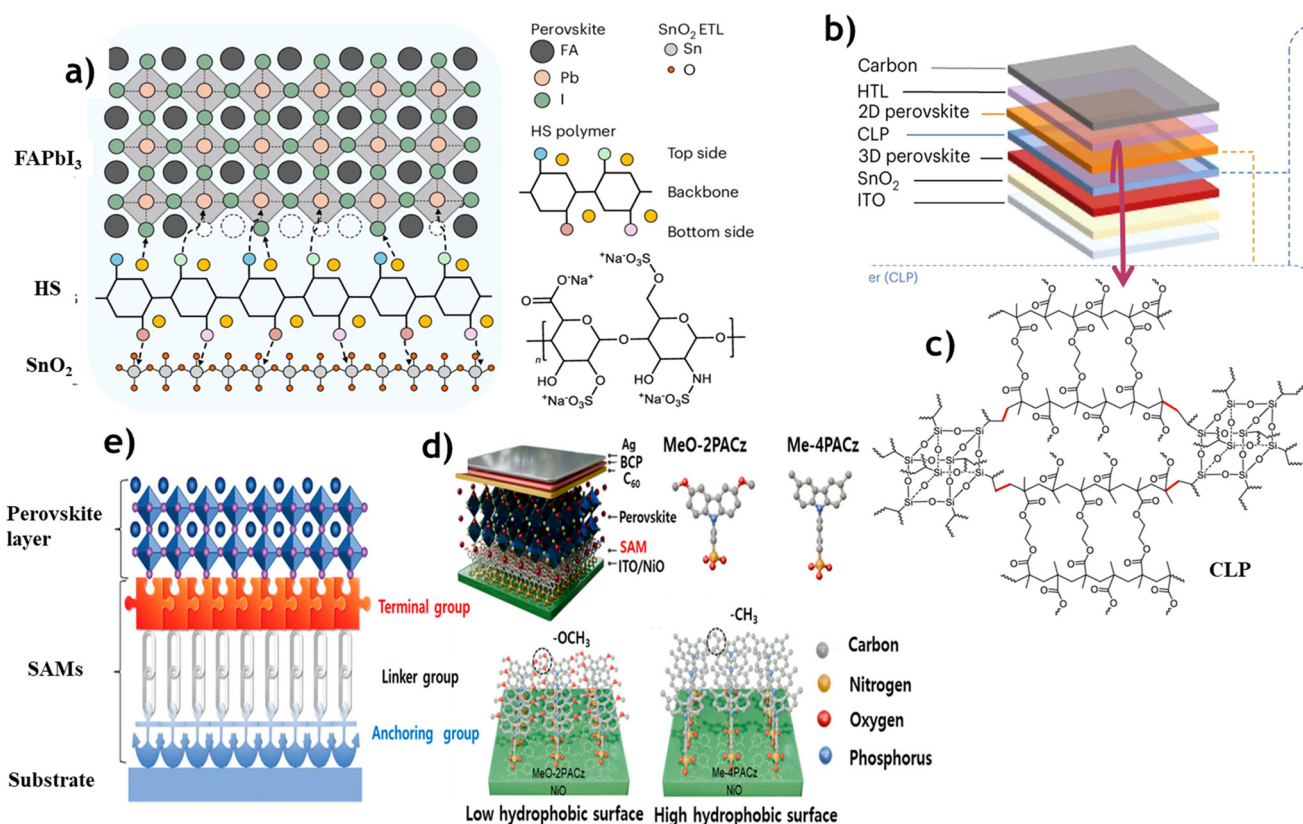 a)
FAPbI3
HS
SnO2
Perovskite
FA
Pb
I
SnO2 ETL
Sn
O
HS polymer
Top side
Backbone
Bottom side
+Na-O3S
O-Na+
O
O
O
O
O
O
n
HO
O
HO
NH
+Na-O3S
+Na-O3S
b)
Carbon
HTL
2D perovskite
CLP
3D perovskite
SnO2
ITO
er (CLP)
c)
CLP
d)
Ag
BCP
C60
Perovskite
SAM
ITO/NiO
MeO-2PACz
Me-4PACz
-OCH3
-CH3
MeO-2PACz
NiO
Me-4PACz
NiO
Low hydrophobic surface
High hydrophobic surface
Carbon
Nitrogen
Oxygen
Phosphorus
e)
Perovskite
layer
Terminal group
SAMs
Linker group
Anchoring group
Substrate